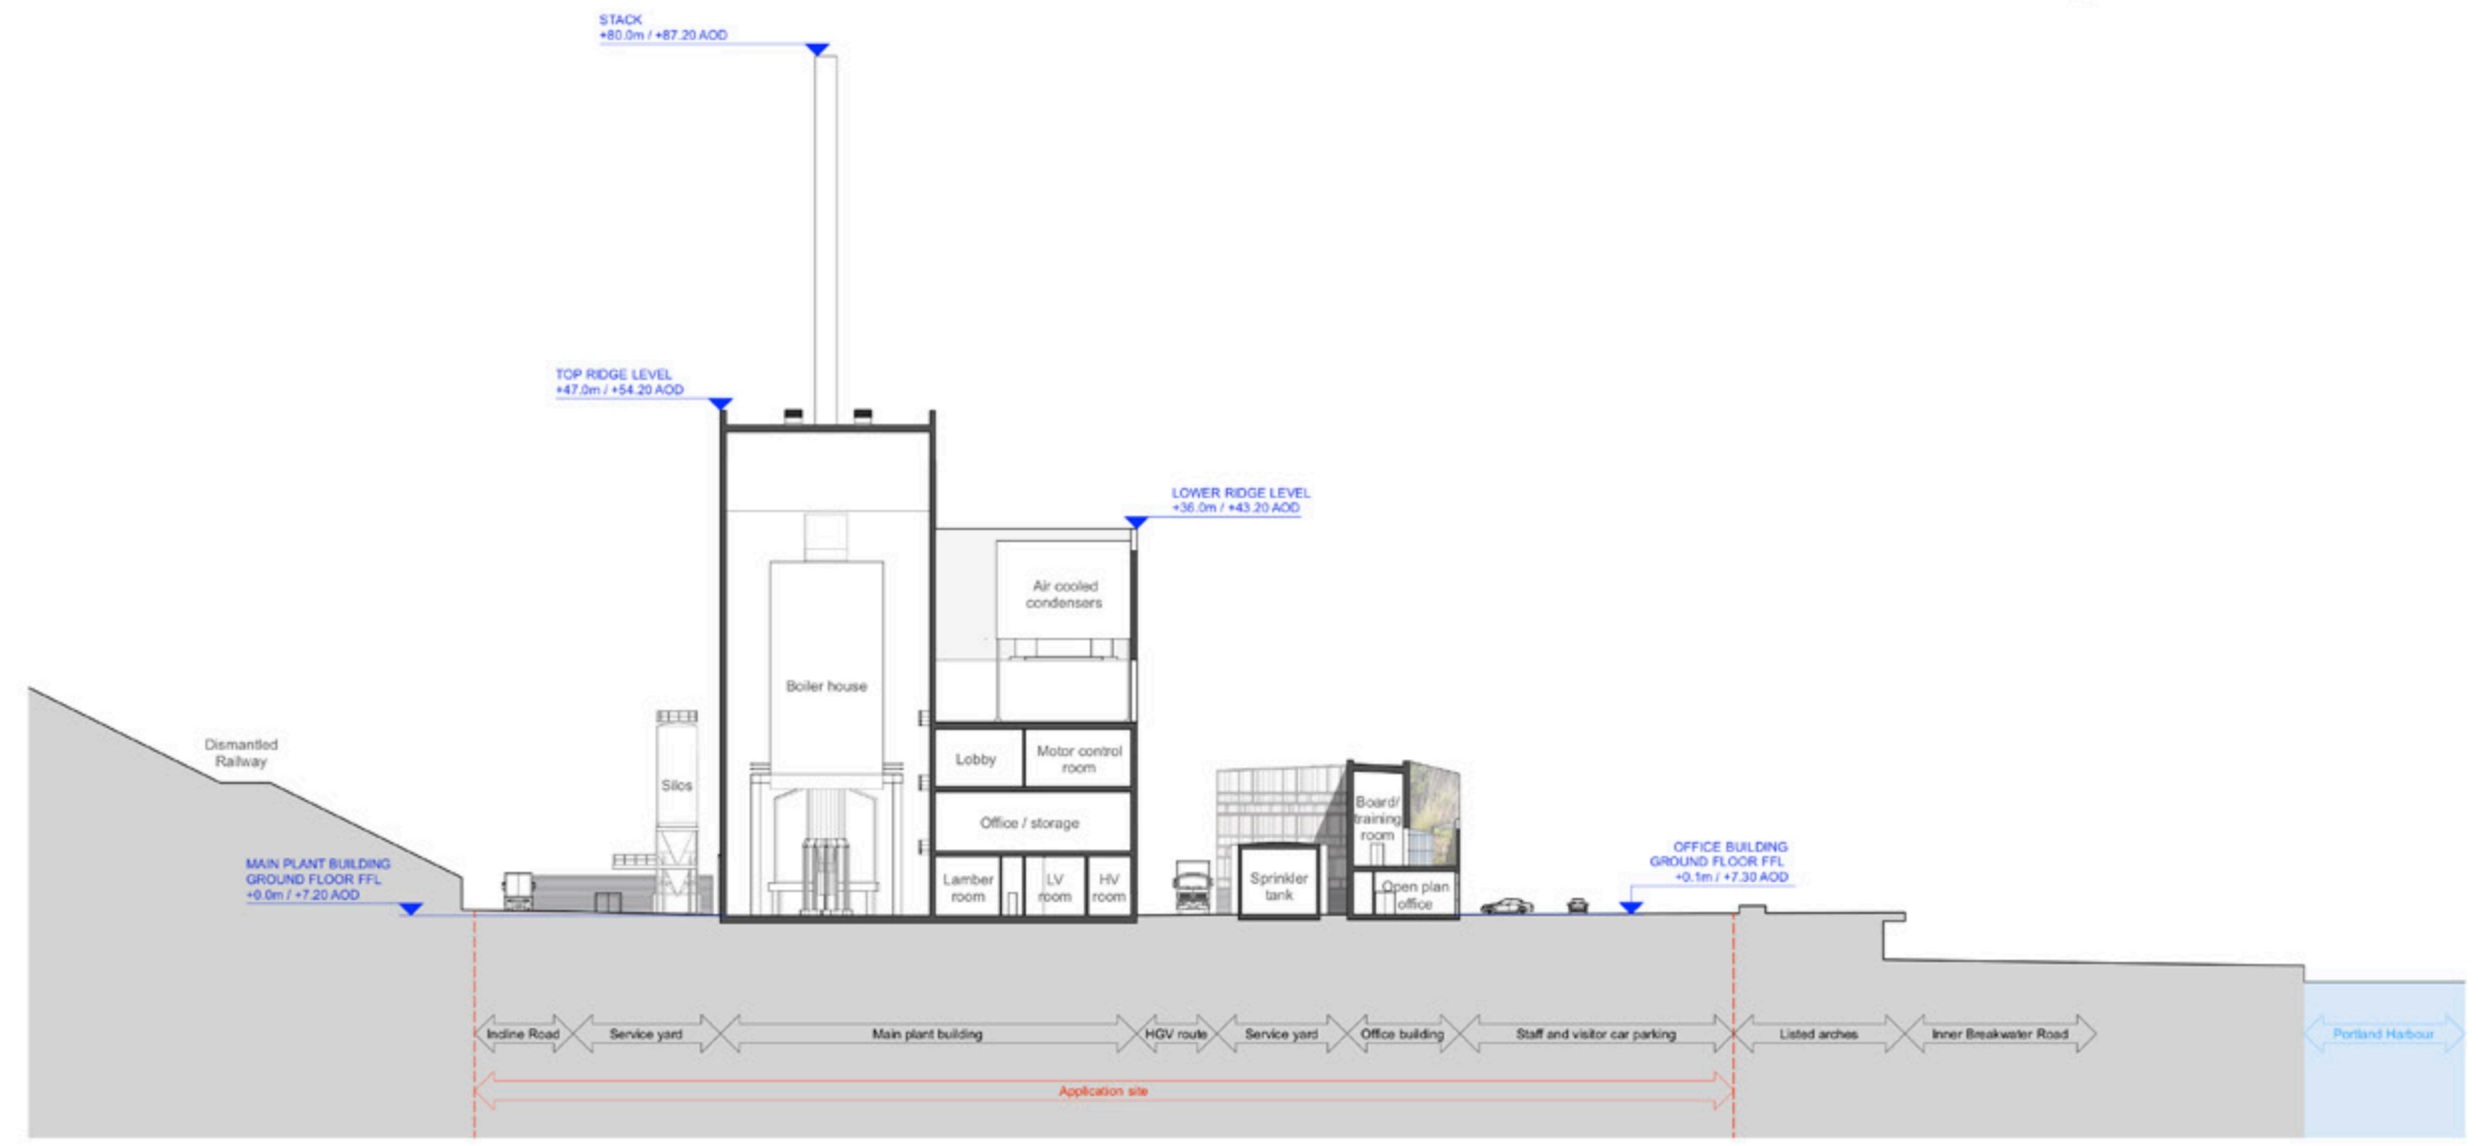 STACK
+80.0m / +87.20 AOD
TOP RIDGE LEVEL
+47.0m / +54.20 AOD
LOWER RIDGE LEVEL
+36.0m / +43.20 AOD
Air cooled
condensers
Boiler house
Dismantled
Railway
Silos
Lobby
Motor control
room
Office / storage
Lamber
room
LV
room
HV
room
Sprinkler
tank
Board/
training
room
Open plan
office
MAIN PLANT BUILDING
GROUND FLOOR FFL
+0.0m / +7.20 AOD
OFFICE BUILDING
GROUND FLOOR FFL
+0.1m / +7.30 AOD
Incline Road
Service yard
Main plant building
HGV route
Service yard
Office building
Staff and visitor car parking
Listed arches
Inner Breakwater Road
Portland Harbour
Application site